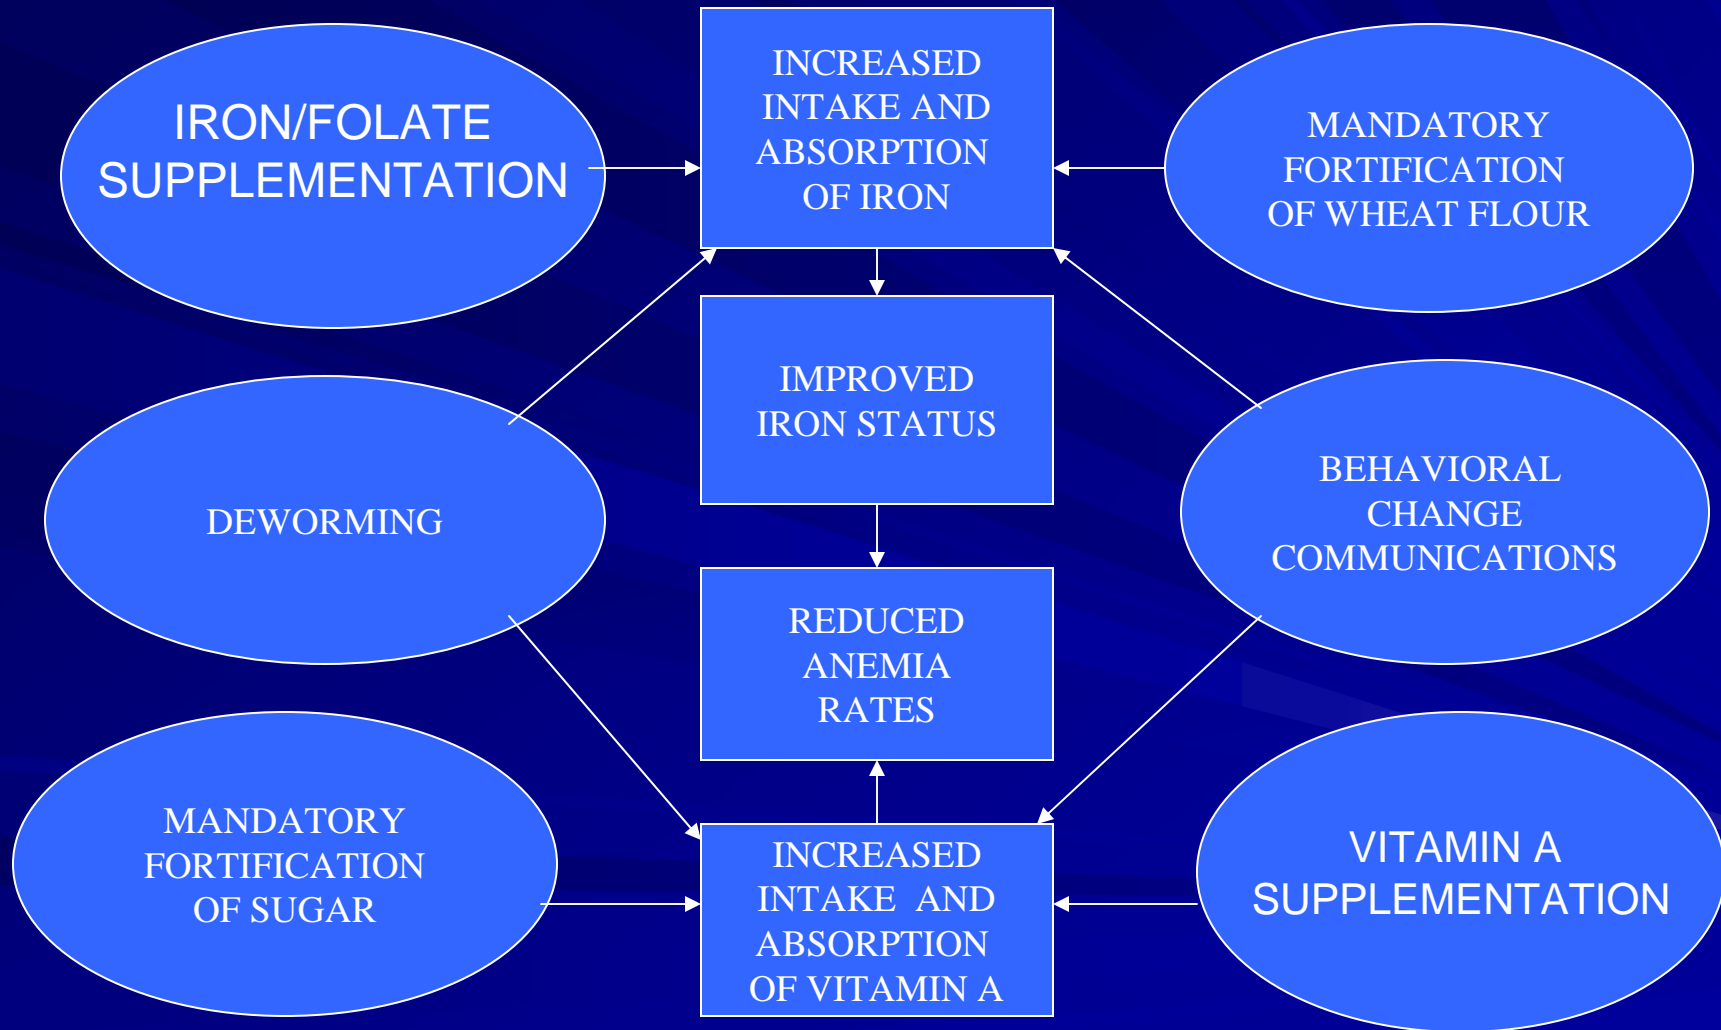 IRON/FOLATE
SUPPLEMENTATION
INCREASED
INTAKE AND
ABSORPTION
OF IRON
MANDATORY
FORTIFICATION
OF WHEAT FLOUR
IMPROVED
IRON STATUS
DEWORMING
BEHAVIORAL
CHANGE
COMMUNICATIONS
REDUCED
ANEMIA
RATES
MANDATORY
FORTIFICATION
OF SUGAR
INCREASED
INTAKE AND
ABSORPTION
OF VITAMIN A
VITAMIN A
SUPPLEMENTATION